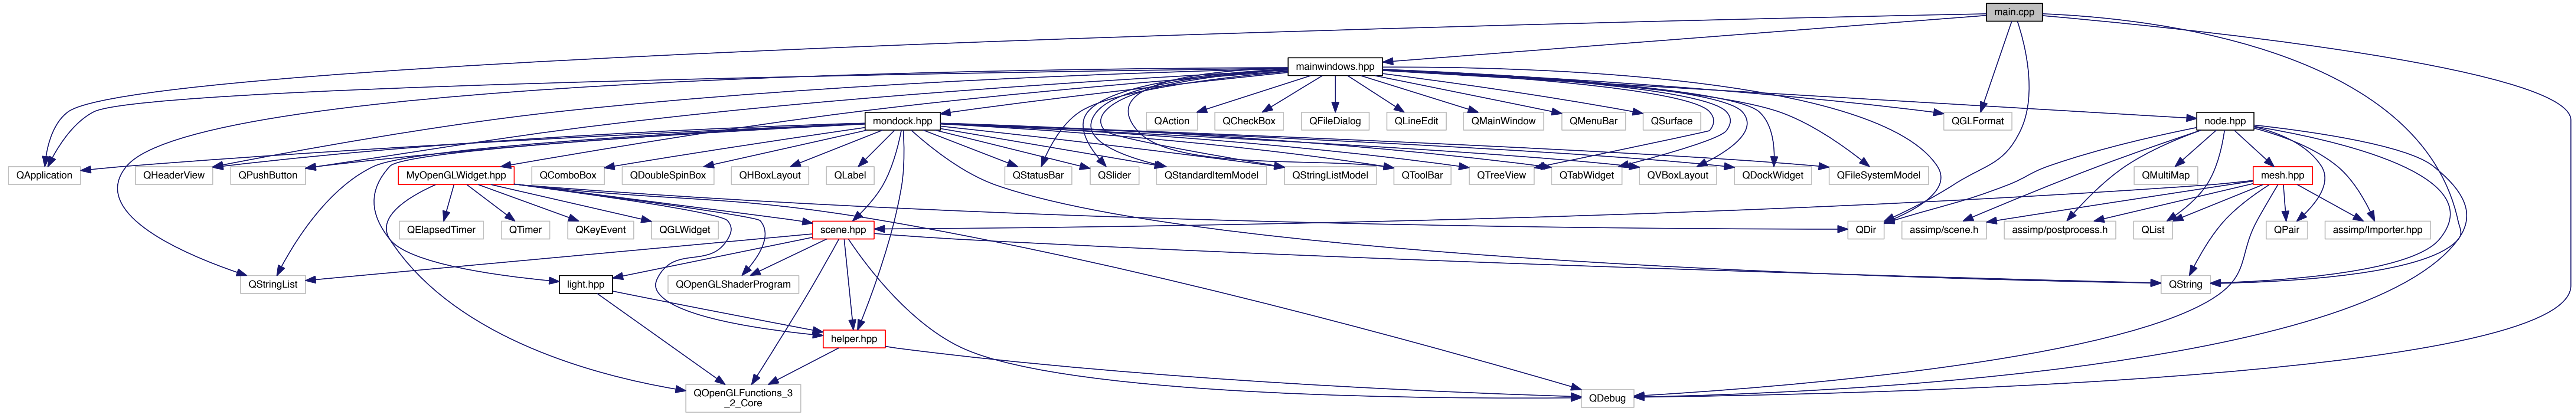 main.cpp
mainwindows.hpp
mondock.hpp
QAction
QCheckBox
QFileDialog
QLineEdit
QMainWindow
QMenuBar
QSurface
QGLFormat
node.hpp
QApplication
QHeaderView
QPushButton
MyOpenGLWidget.hpp
QComboBox
QDoubleSpinBox
QHBoxLayout
QLabel
QStatusBar
QSlider
QStandardItemModel
QStringListModel
QToolBar
QTreeView
QTabWidget
QVBoxLayout
QDockWidget
QFileSystemModel
QMultiMap
mesh.hpp
QElapsedTimer
QTimer
QKeyEvent
QGLWidget
scene.hpp
QDir
assimp/scene.h
assimp/postprocess.h
QList
QPair
assimp/Importer.hpp
QStringList
light.hpp
QOpenGLShaderProgram
QString
helper.hpp
QOpenGLFunctions_3
_2_Core
QDebug